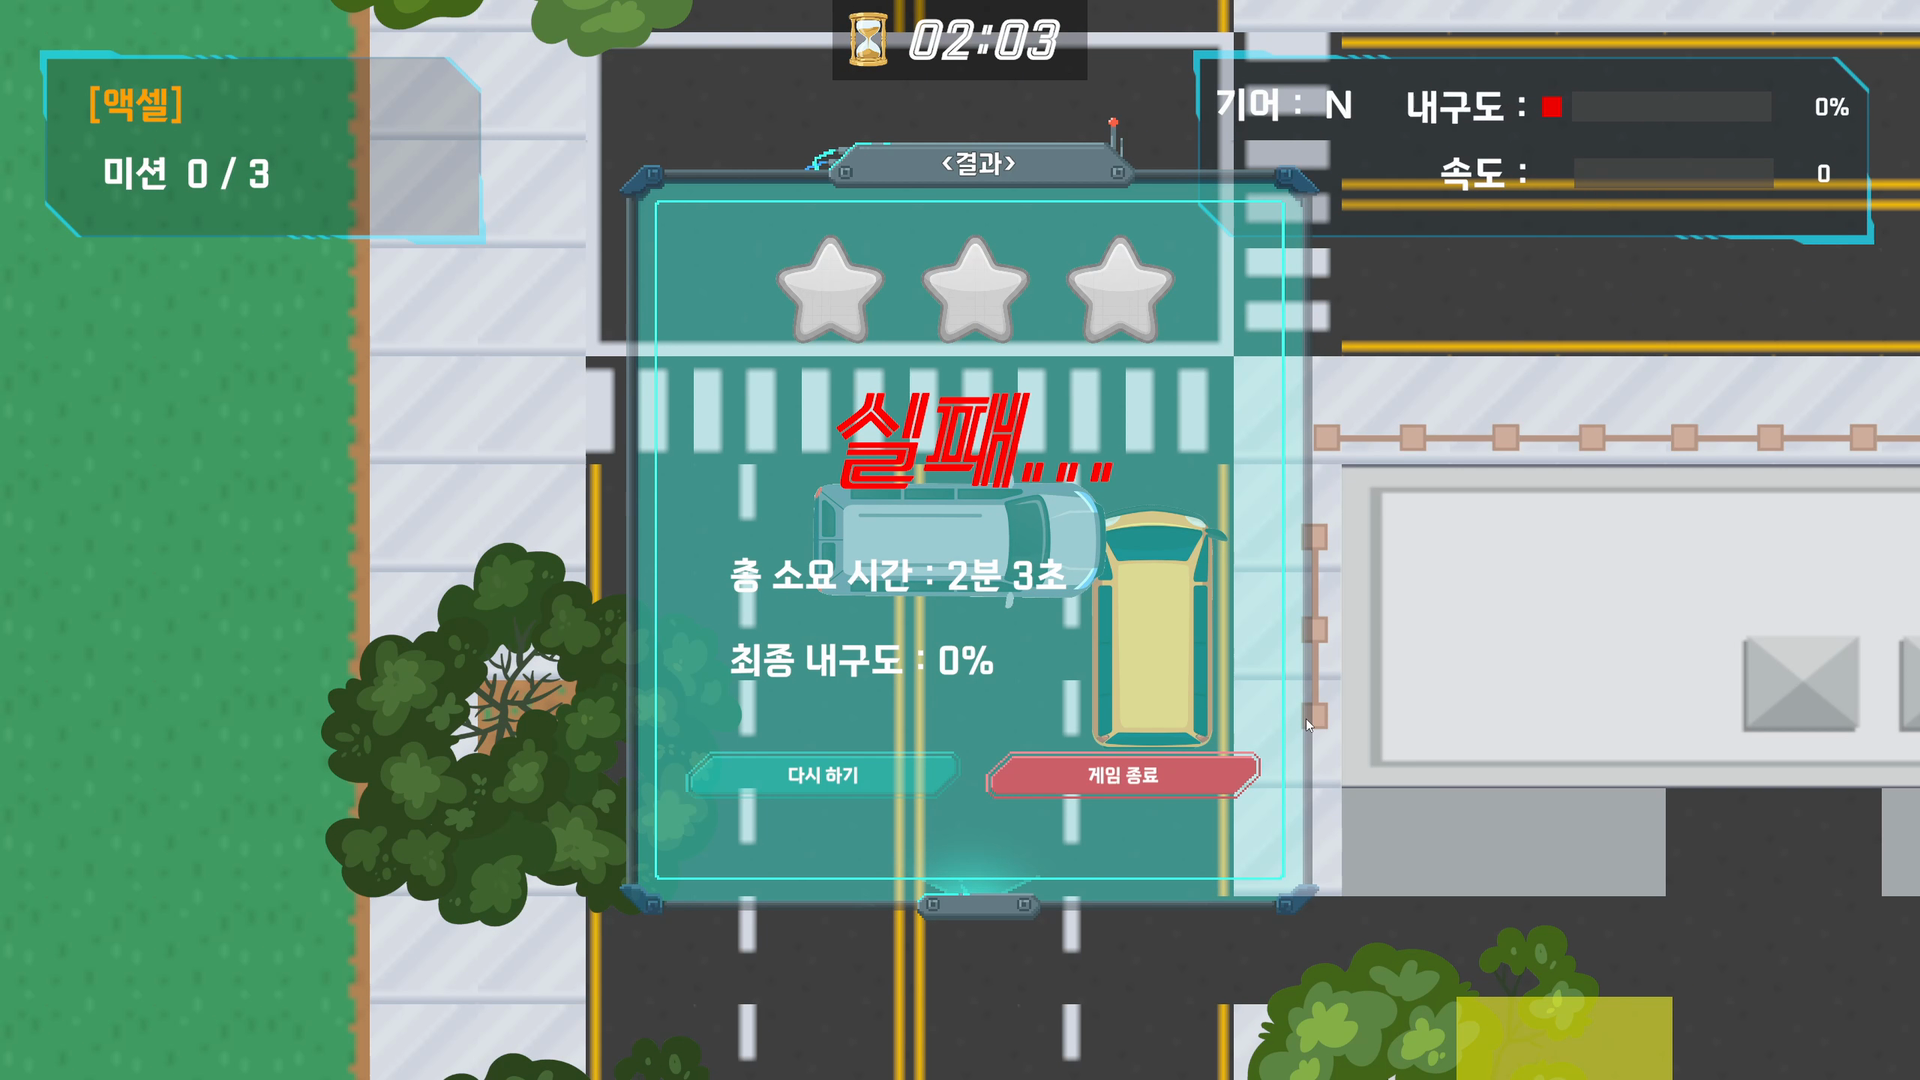 02:03
[액셀]
미션 0 / 3
기어 : N 내구도 : 0%
속도 : 0
<결과>
실패...
총 소요 시간 : 2분 3초
최종 내구도 : 0%
다시 하기
게임 종료